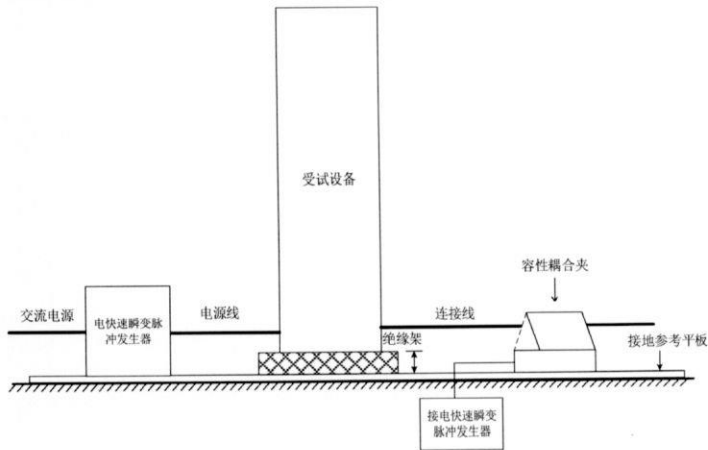 受试设备
容性耦合夹
交流电源
电快速瞬变脉
冲发生器
电源线
连接线
绝缘架
接地参考平板
接电快速瞬变
脉冲发生器